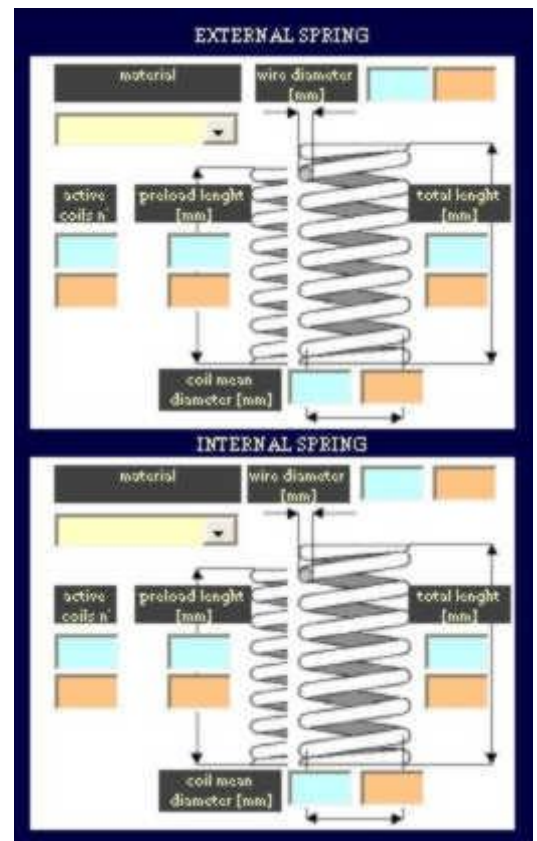 EXTERNAL SPRING
material
wire diameter
[mm]
active
coils n'
preload lenght
[mm]
total lenght
[mm]
coil mean
diameter [mm]
INTERNAL SPRING
material
wire diameter
[mm]
active
coils n'
preload lenght
[mm]
total lenght
[mm]
coil mean
diameter [mm]